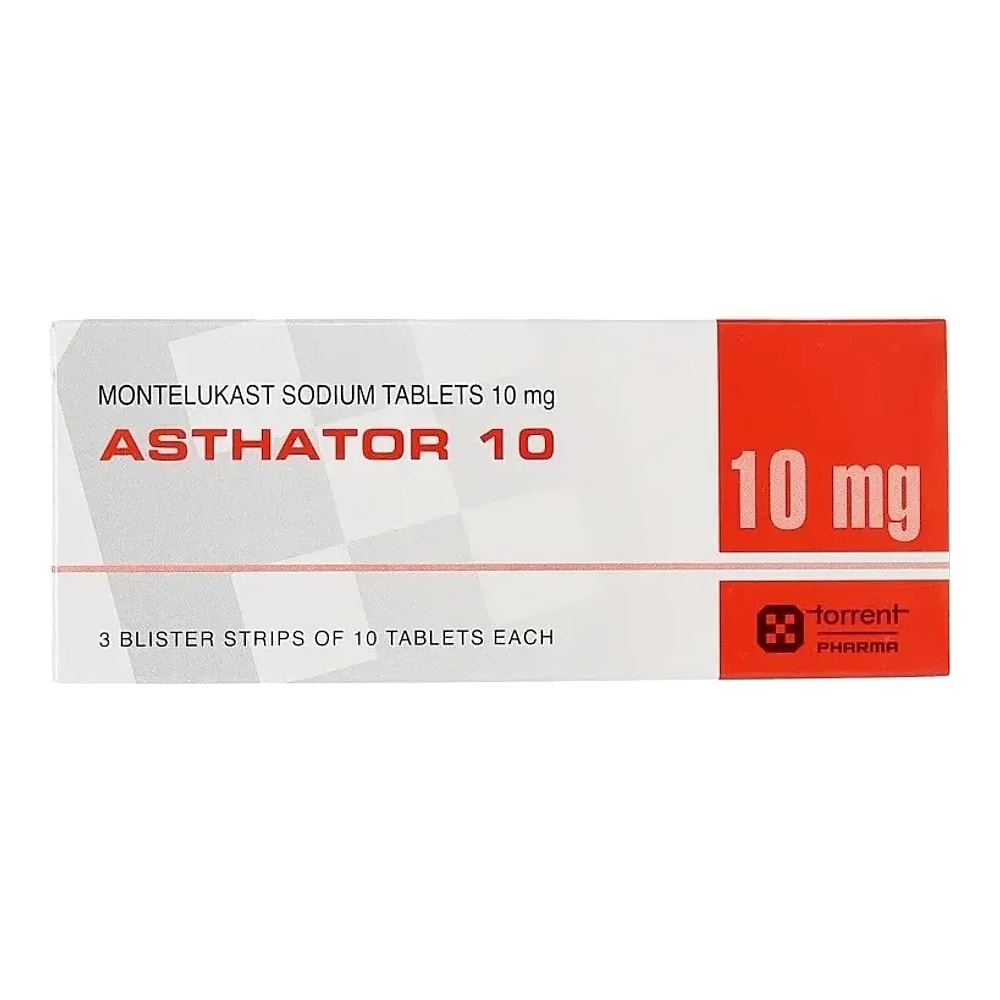 MONTELUKAST SODIUM TABLETS 10 mg
ASTHATOR 10
10 mg
3 BLISTER STRIPS OF 10 TABLETS EACH
torrent
PHARMA